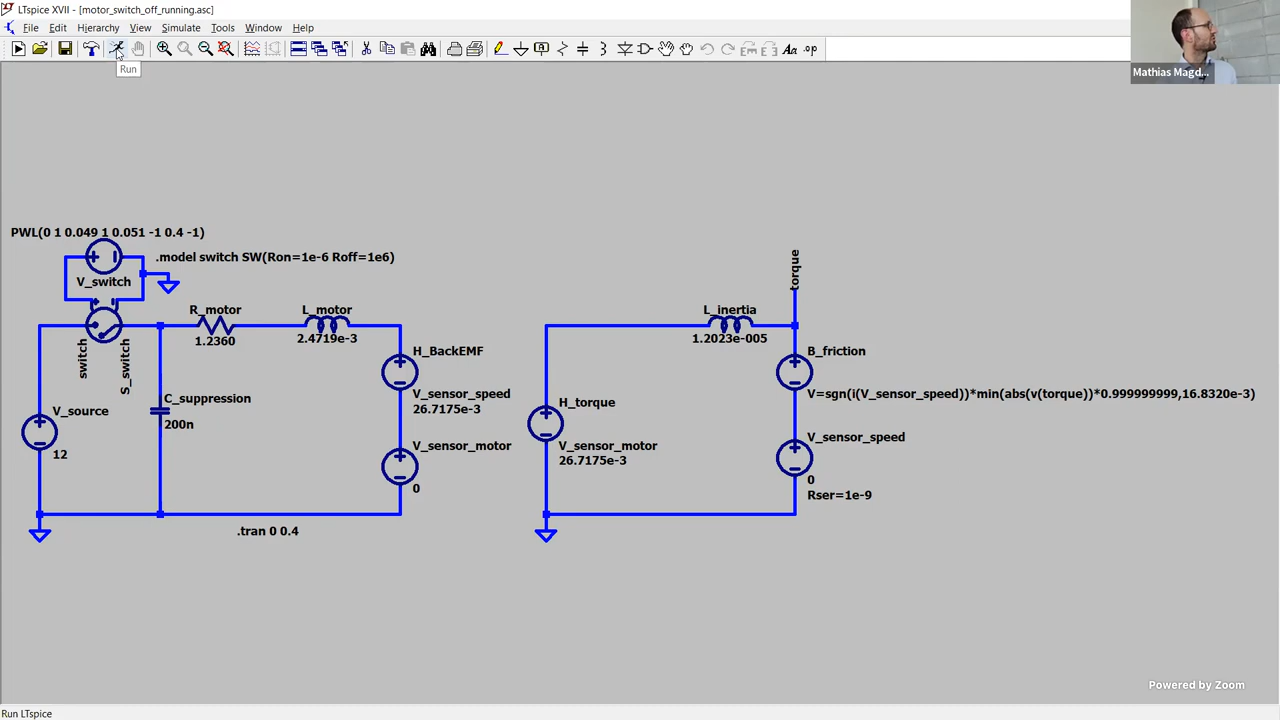 LTspice XVII - [motor_switch_off_running.asc]
File Edit Hierarchy View Simulate Tools Window Help
Aa .op
Run
Mathias Magd...
PWL(0 1 0.049 1 0.051 -1 0.4 -1)
.model switch SW(Ron=1e-6 Roff=1e6)
V_switch
switch
S_switch
R_motor
1.2360
L_motor
2.4719e-3
H_BackEMF
V_sensor_speed
26.7175e-3
C_suppression
200n
V_source
12
V_sensor_motor
0
.tran 0 0.4
torque
L_inertia
1.2023e-005
B_friction
V=sgn(i(V_sensor_speed))*min(abs(v(torque))*0.999999999,16.8320e-3)
H_torque
V_sensor_motor
26.7175e-3
V_sensor_speed
0
Rser=1e-9
Powered by Zoom
Run LTspice